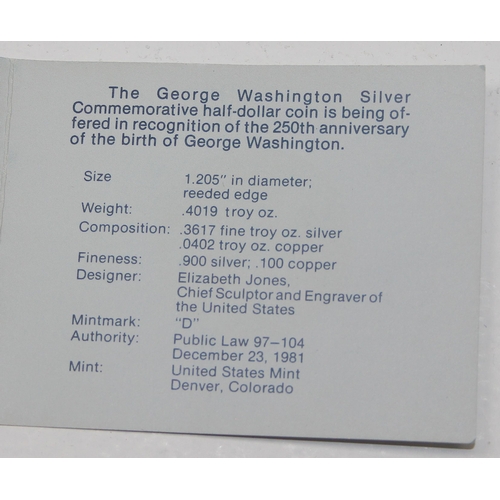 The George Washington Silver
Commemorative half-dollar coin is being of-
fered in recognition of the 250th anniversary
of the birth of George Washington.
Size 1.205" in diameter;
reeded edge
Weight: .4019 troy oz.
Composition: .3617 fine troy oz. silver
.0402 troy oz. copper
Fineness: .900 silver; .100 copper
Designer: Elizabeth Jones,
Chief Sculptor and Engraver of
the United States
Mintmark: "D"
Authority: Public Law 97-104
December 23, 1981
Mint: United States Mint
Denver, Colorado